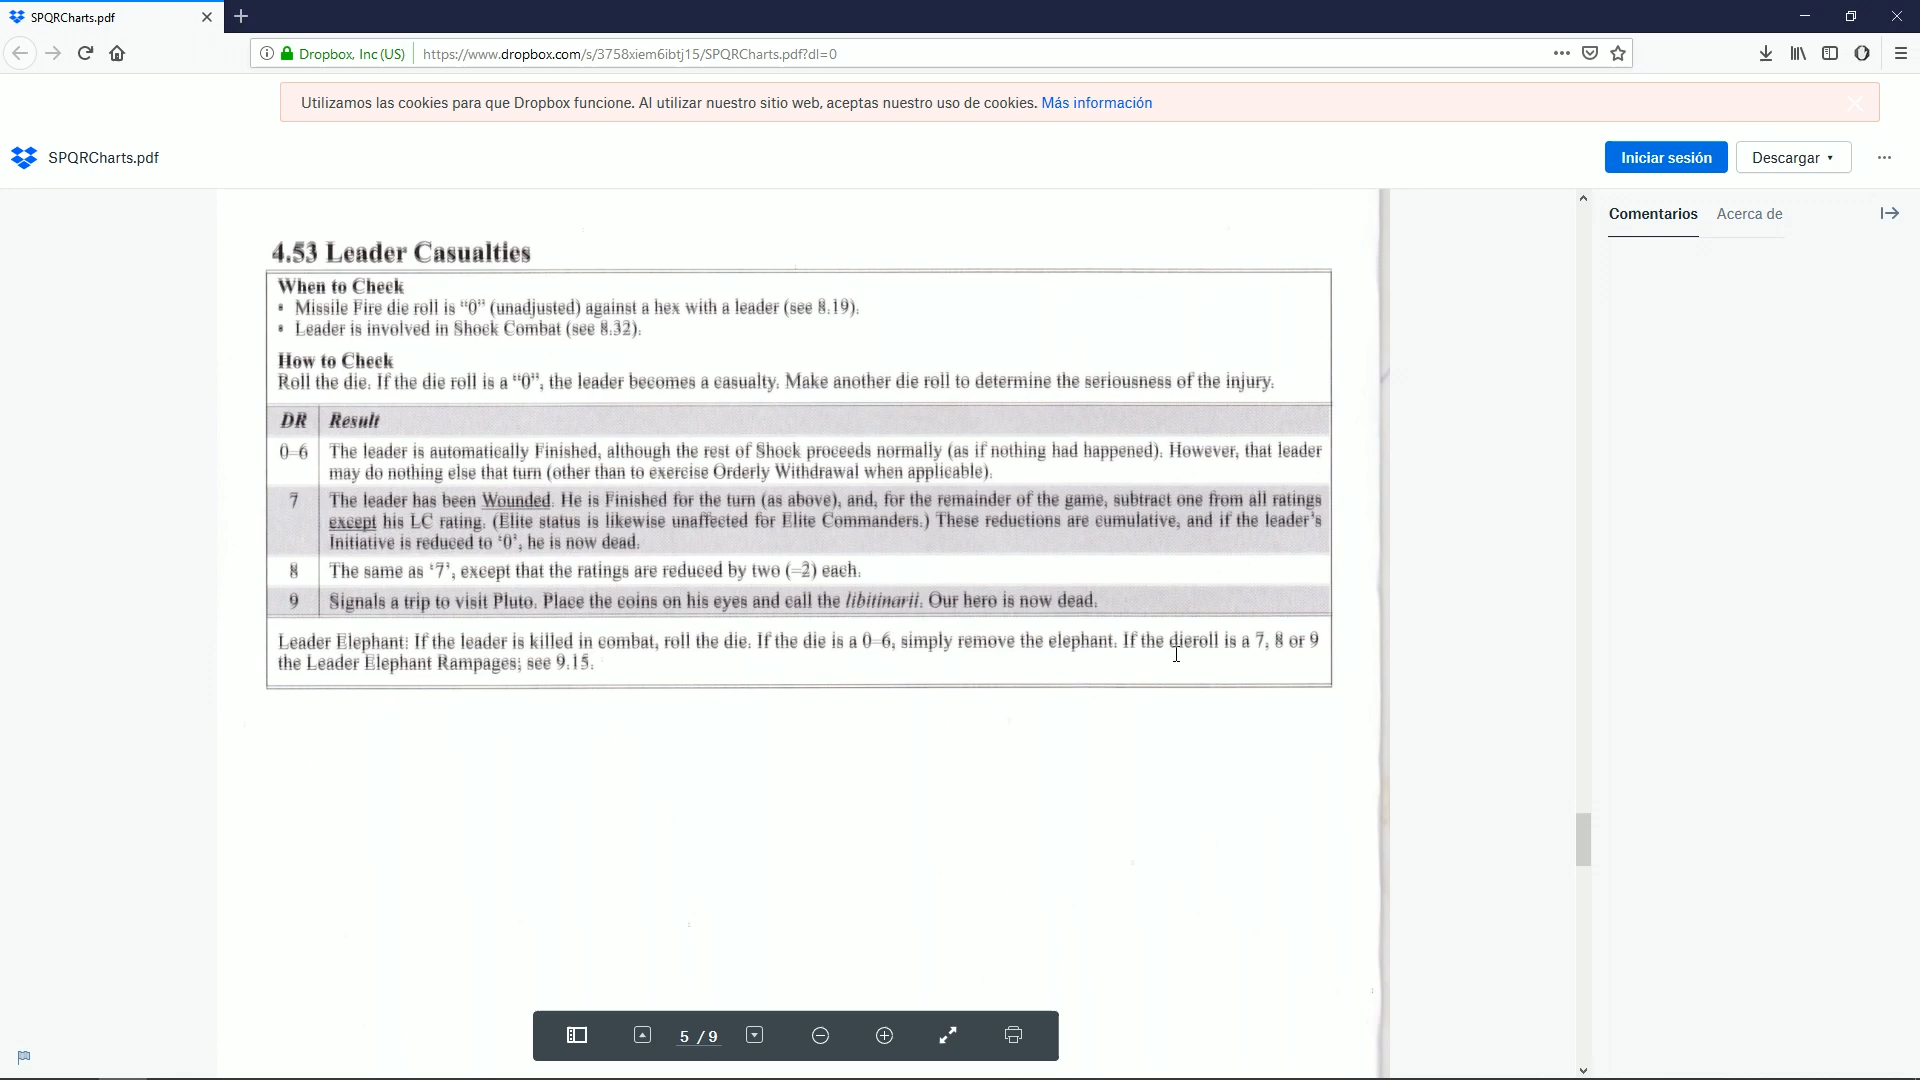 SPQRCharts.pdf
Dropbox, Inc (US)
https://www.dropbox.com/s/3758xiem6ibtj15/SPQRCharts.pdf?dl=0
Utilizamos las cookies para que Dropbox funcione. Al utilizar nuestro sitio web, aceptas nuestro uso de cookies. Más información
SPQRCharts.pdf
Iniciar sesión
Descargar
Comentarios
Acerca de
4.53 Leader Casualties
When to Check
• Missile Fire die roll is “0” (unadjusted) against a hex with a leader (see 8.19).
• Leader is involved in Shock Combat (see 8.32).
How to Check
Roll the die. If the die roll is a “0”, the leader becomes a casualty. Make another die roll to determine the seriousness of the injury.
DR Result
0–6 The leader is automatically Finished, although the rest of Shock proceeds normally (as if nothing had happened). However, that leader
may do nothing else that turn (other than to exercise Orderly Withdrawal when applicable).
7 The leader has been Wounded. He is Finished for the turn (as above), and, for the remainder of the game, subtract one from all ratings
except his LC rating. (Elite status is likewise unaffected for Elite Commanders.) These reductions are cumulative, and if the leader’s
Initiative is reduced to ‘0’, he is now dead.
8 The same as ‘7’, except that the ratings are reduced by two (–2) each.
9 Signals a trip to visit Pluto. Place the coins on his eyes and call the libitinarii. Our hero is now dead.
Leader Elephant: If the leader is killed in combat, roll the die. If the die is a 0–6, simply remove the elephant. If the dieroll is a 7, 8 or 9
the Leader Elephant Rampages; see 9.15.
5 / 9